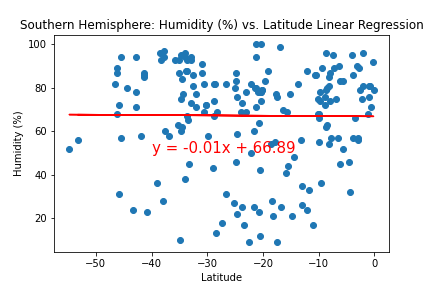 Southern Hemisphere: Humidity (%) vs. Latitude Linear Regression
100
80
60
40
20
Humidity (%)
y = -0.01x + 66.89
−50
−40
−30
−20
−10
0
Latitude